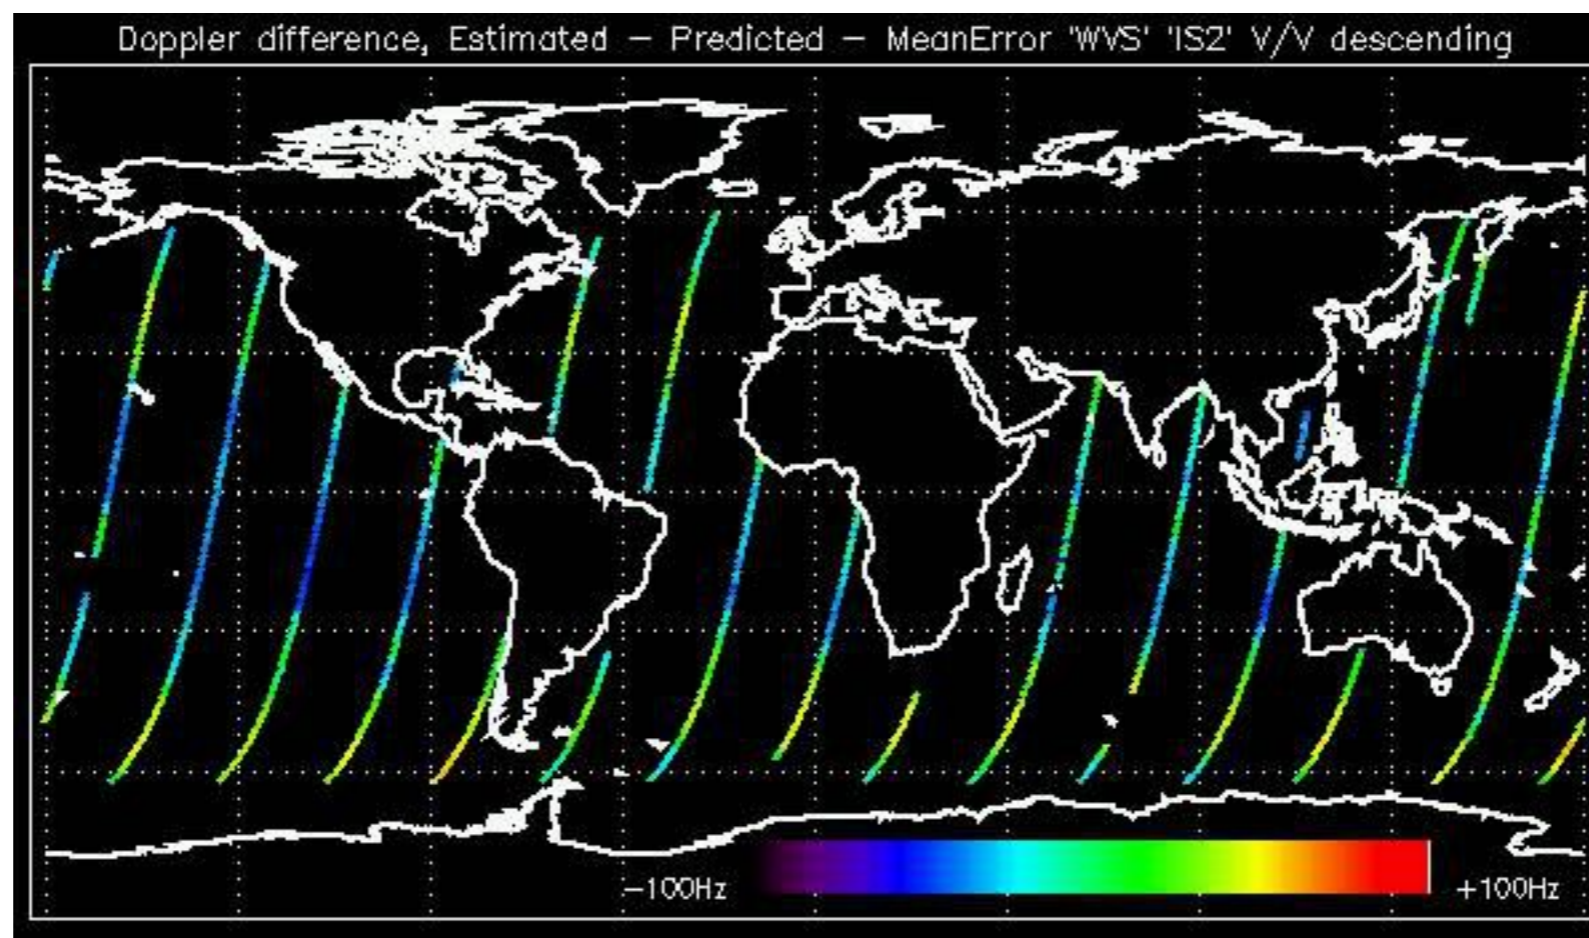 Doppler difference, Estimated – Predicted – MeanError 'WVS' 'IS2' V/V descending
–100Hz +100Hz